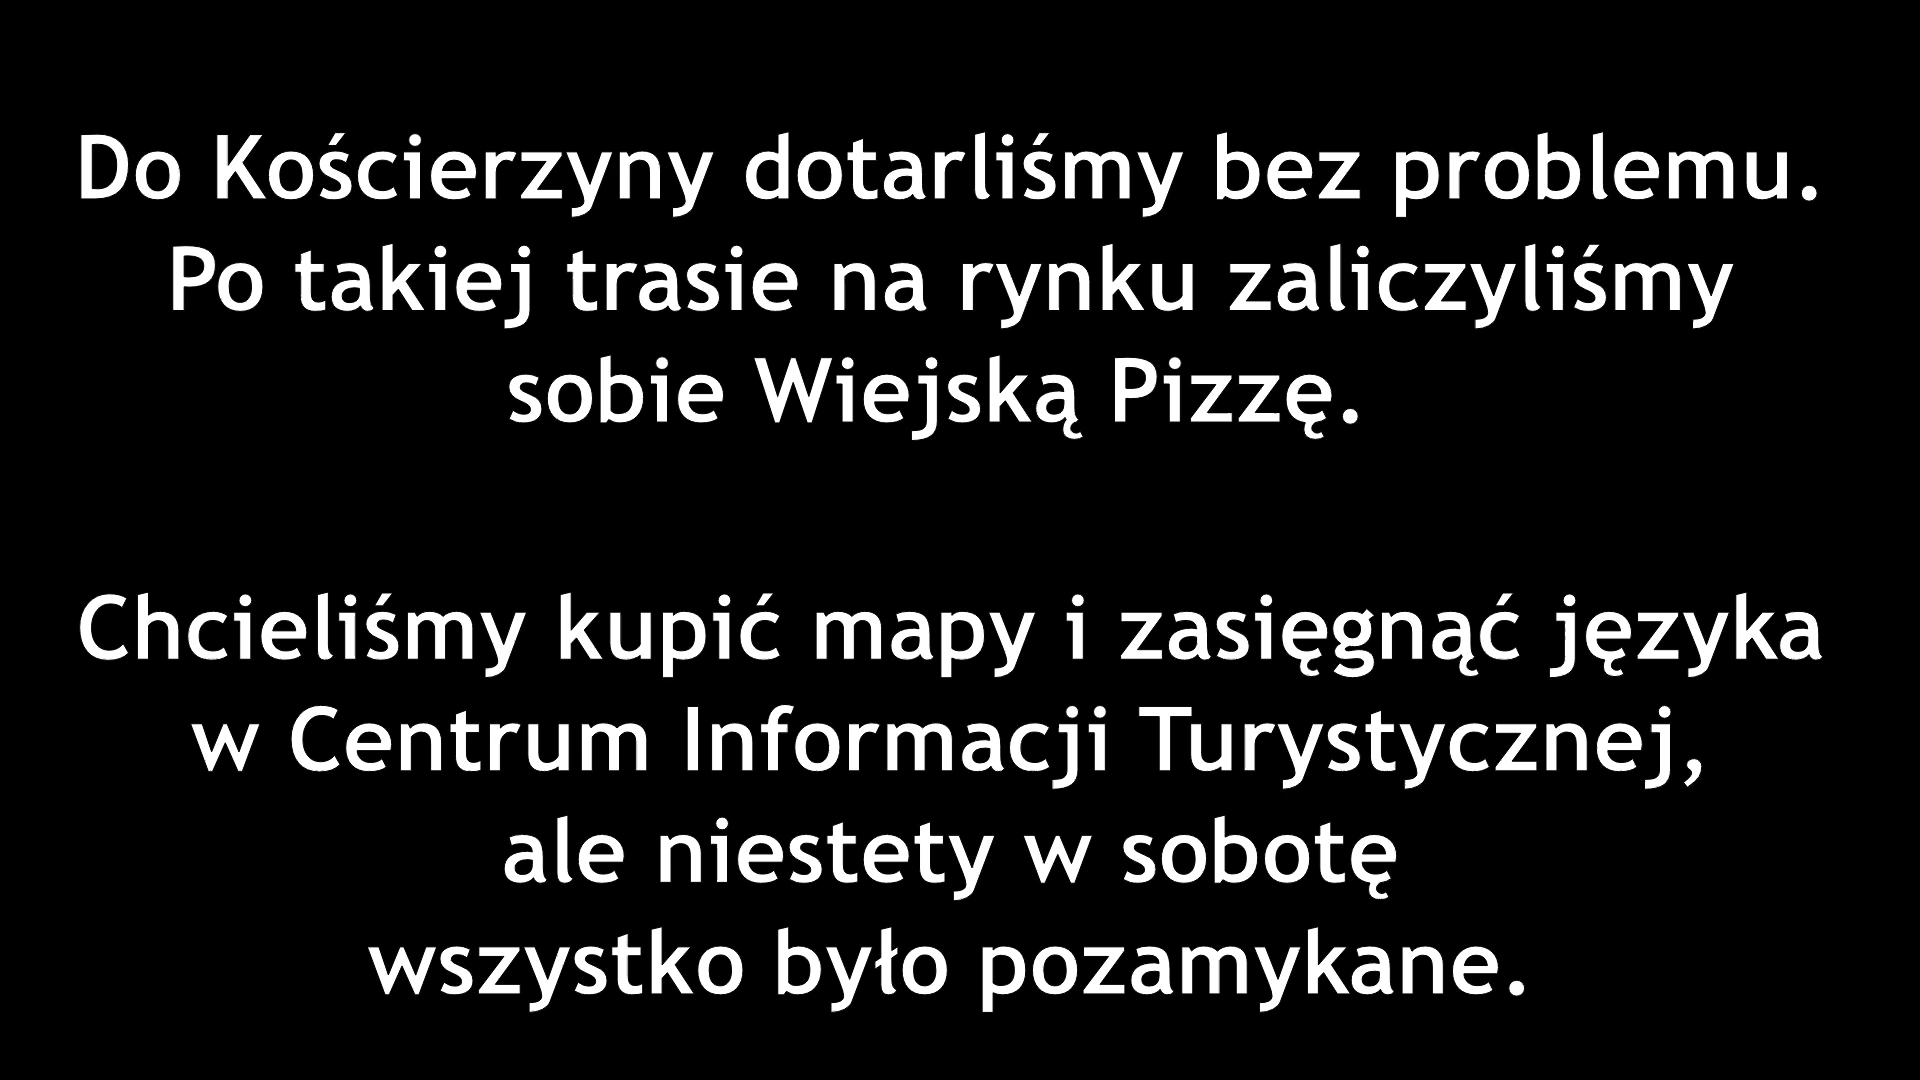 Do Kościerzyny dotarliśmy bez problemu.
Po takiej trasie na rynku zaliczyliśmy
sobie Wiejską Pizzę.
Chcieliśmy kupić mapy i zasięgnąć języka
w Centrum Informacji Turystycznej,
ale niestety w sobotę
wszystko było pozamykane.